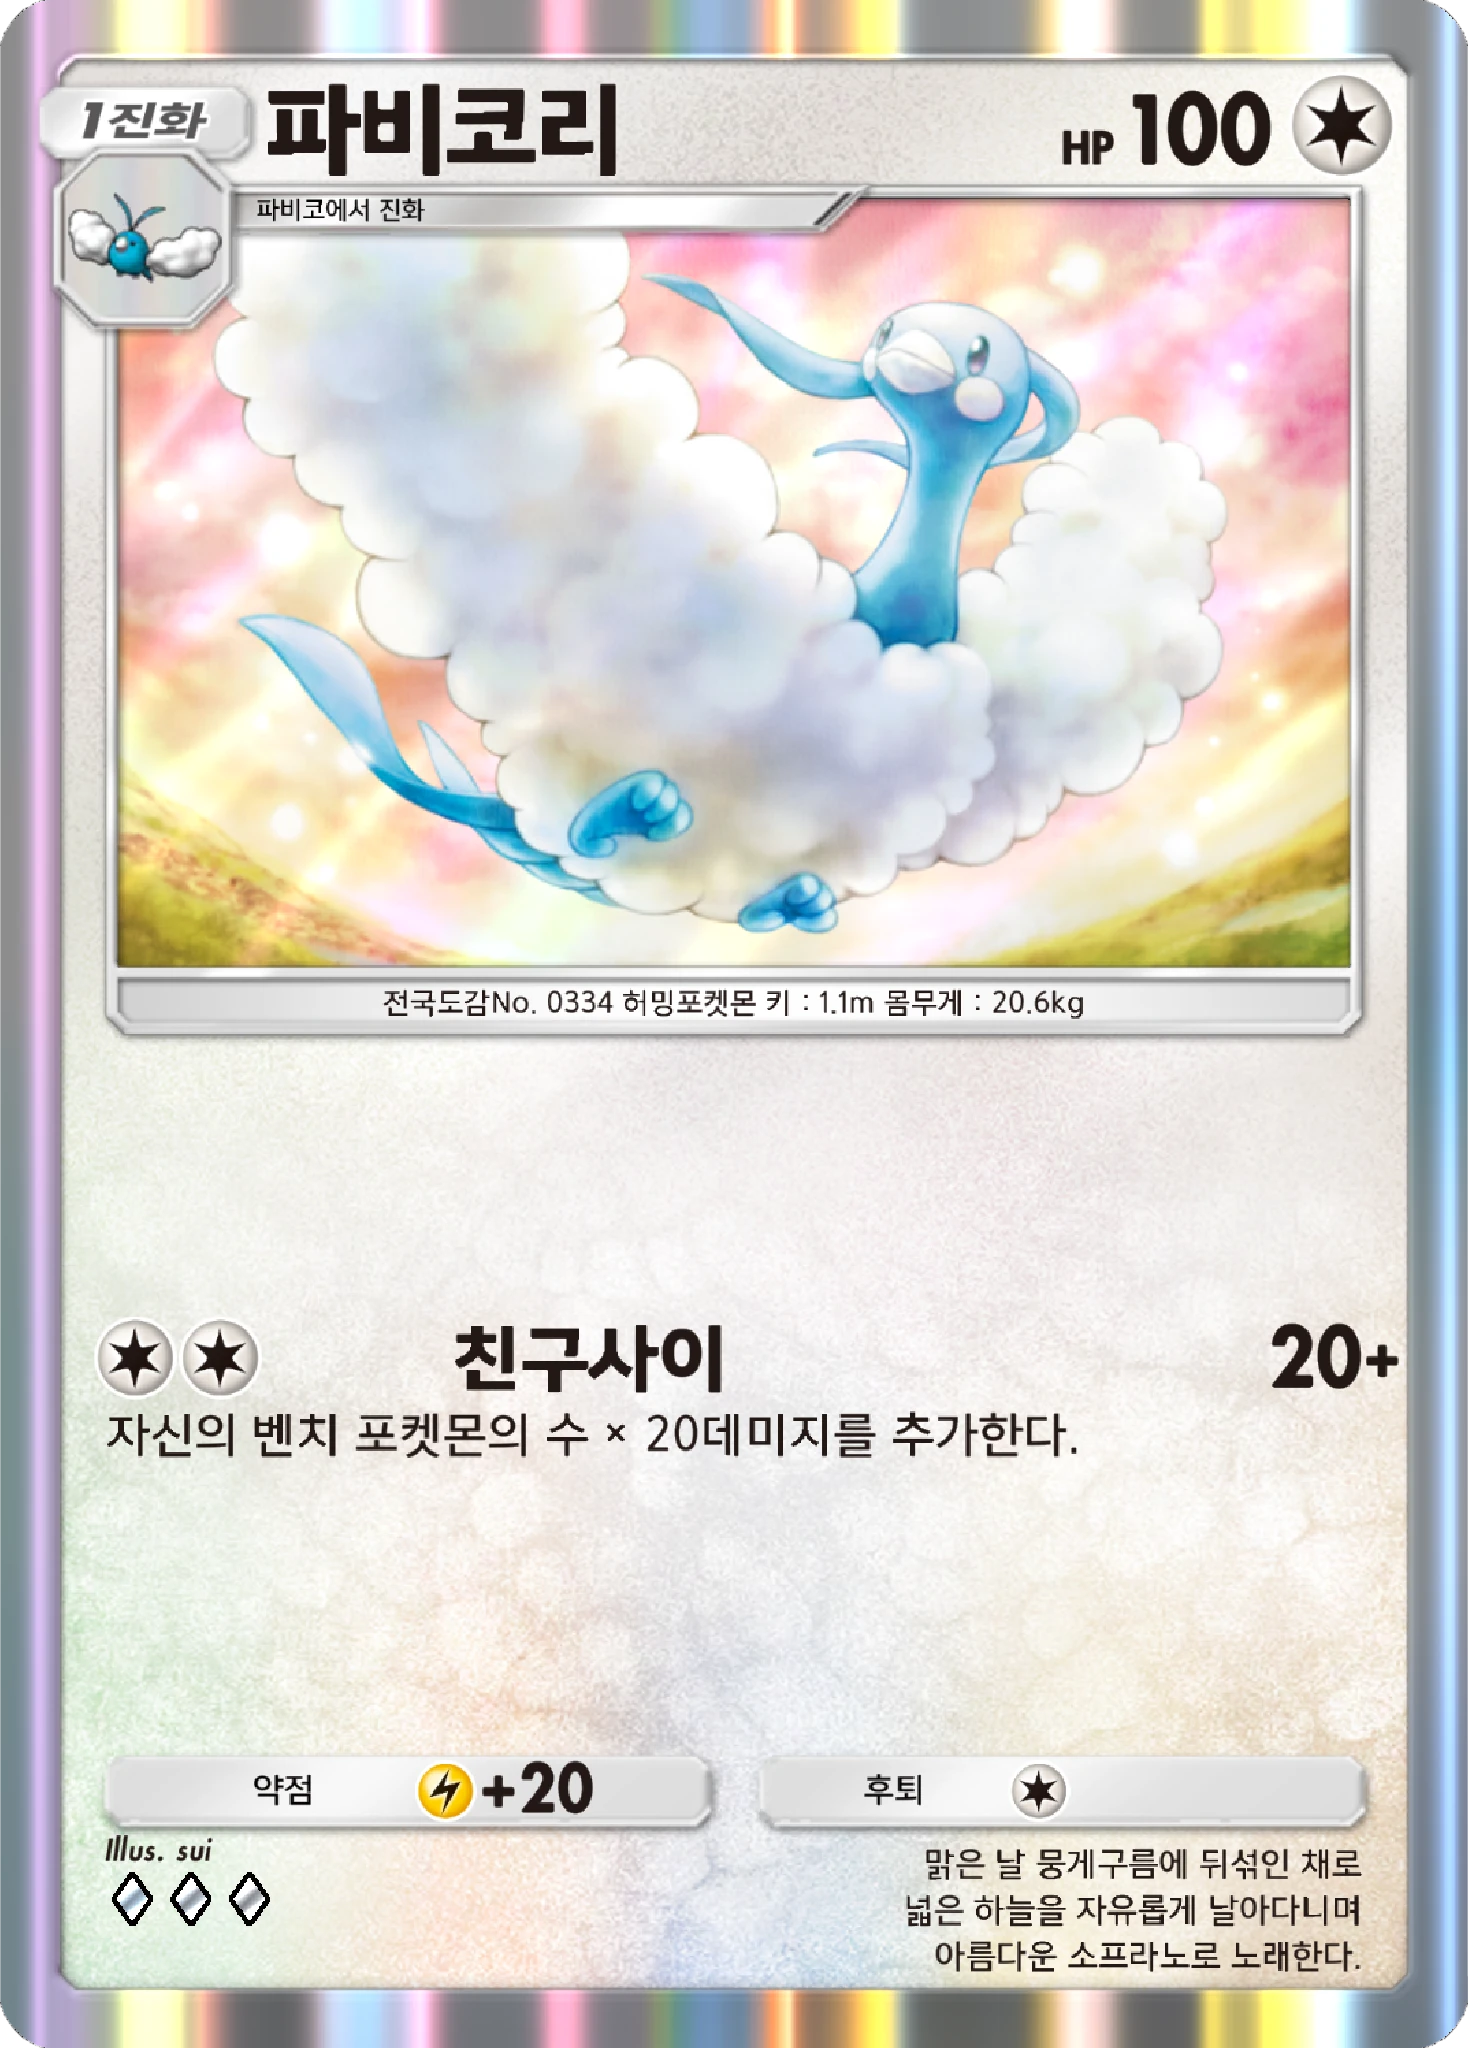 1진화
파비코리
HP 100
파비코에서 진화
전국도감No. 0334 허밍포켓몬 키 : 1.1m 몸무게 : 20.6kg
친구사이 20+
자신의 벤치 포켓몬의 수 × 20데미지를 추가한다.
약점 +20 후퇴
Illus. sui
맑은 날 뭉게구름에 뒤섞인 채로
넓은 하늘을 자유롭게 날아다니며
아름다운 소프라노로 노래한다.